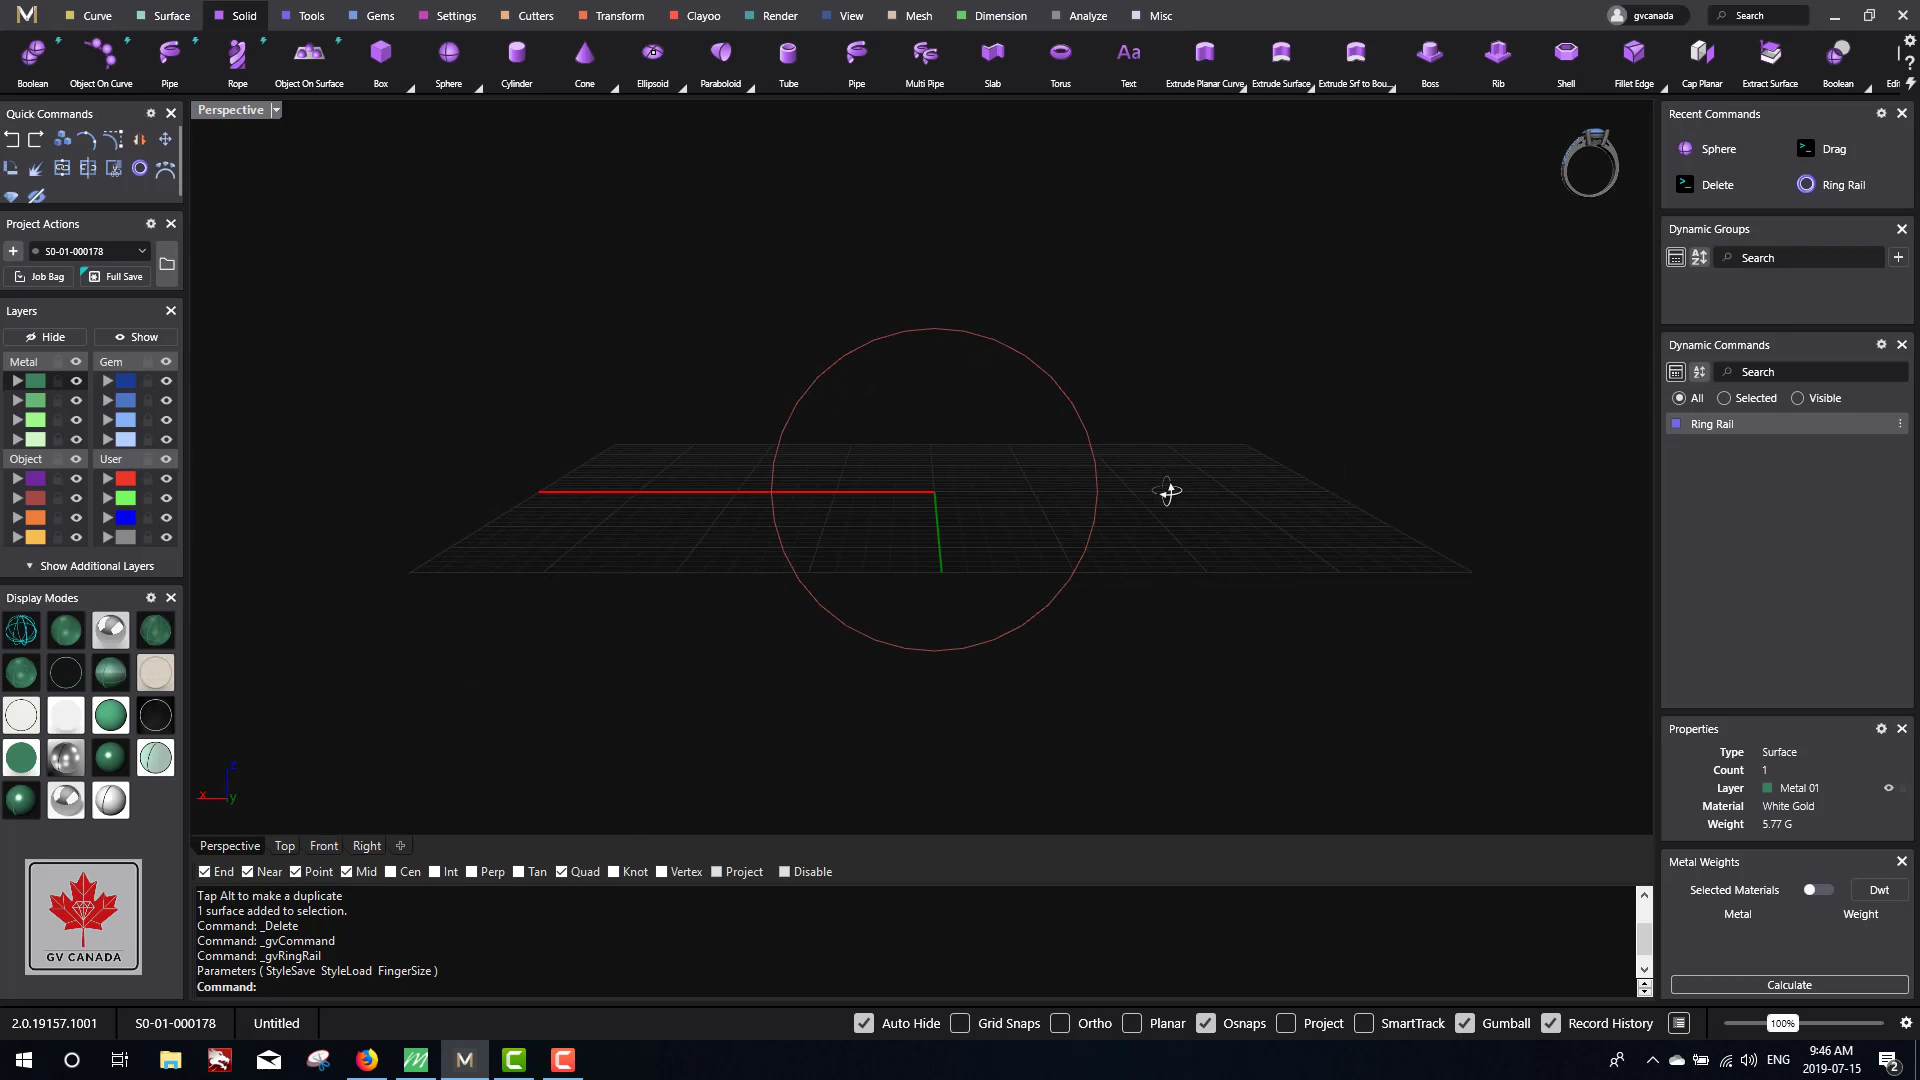 Curve Surface Solid Tools Gems Settings Cutters Transform Clayoo Render View Mesh Dimension Analyze Misc gvcanada Search
Boolean Object On Curve Pipe Rope Object On Surface Box Sphere Cylinder Cone Ellipsoid Paraboloid Tube Pipe Multi Pipe Slab Torus Text Extrude Planar Curve Extrude Surface Extrude Srf to Bou... Boss Rib Shell Fillet Edge Cap Planar Extract Surface Boolean
Quick Commands
Project Actions
S0-01-000178
Job Bag Full Save
Layers
Hide Show
Metal Gem
Object User
Show Additional Layers
Display Modes
GV CANADA
Perspective
x z y
Perspective Top Front Right
End Near Point Mid Cen Int Perp Tan Quad Knot Vertex Project Disable
Tap Alt to make a duplicate
1 surface added to selection.
Command: _Delete
Command: _gvCommand
Command: _gvRingRail
Parameters ( StyleSave StyleLoad FingerSize )
Command:
Recent Commands
Sphere Drag
Delete Ring Rail
Dynamic Groups
Search
Dynamic Commands
Search
All Selected Visible
Ring Rail
Properties
Type Surface
Count 1
Layer Metal 01
Material White Gold
Weight 5.77 G
Metal Weights
Selected Materials Dwt
Metal Weight
Calculate
2.0.19157.1001 S0-01-000178 Untitled Auto Hide Grid Snaps Ortho Planar Osnaps Project SmartTrack Gumball Record History 100%
ENG 9:46 AM
2019-07-15
2